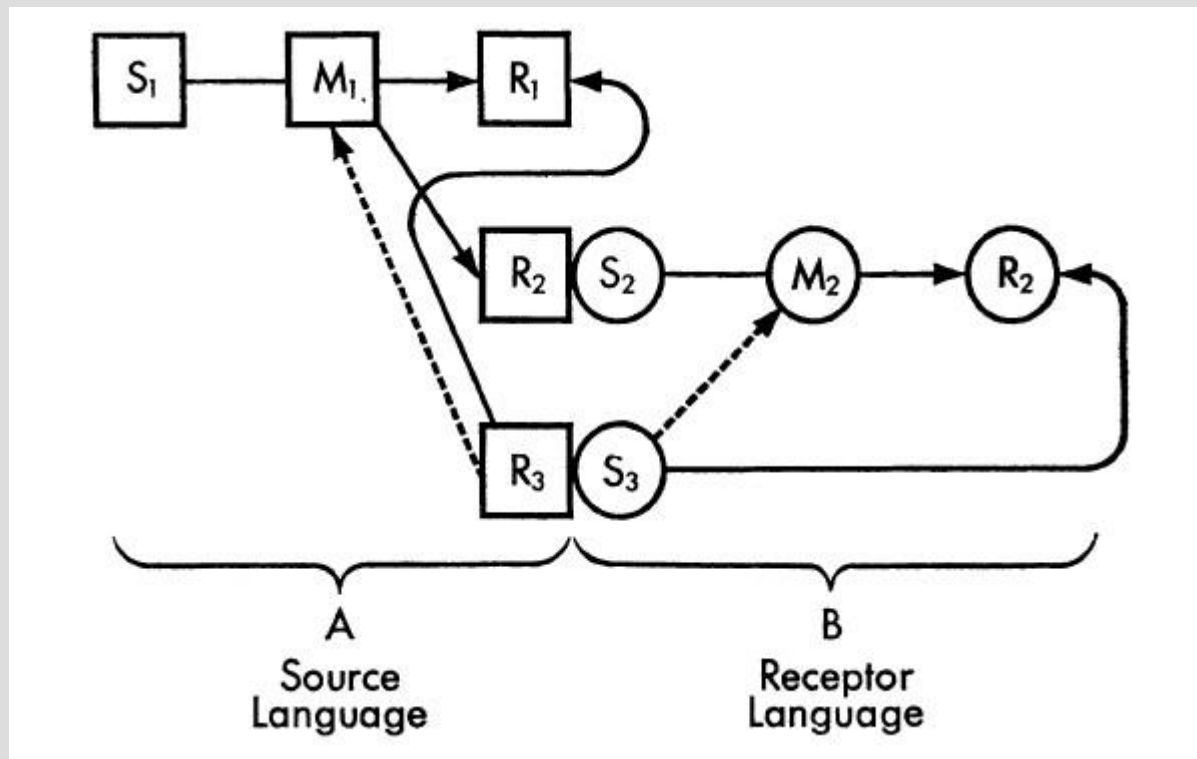 S₁ M₁. R₁
R₂ S₂ M₂ R₂
R₃ S₃
A B
Source Receptor
Language Language